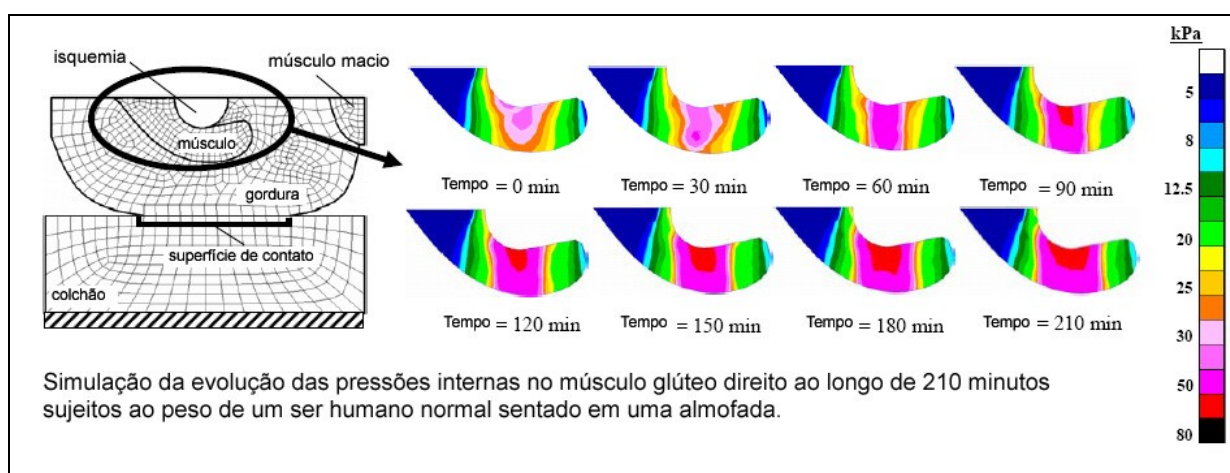 isquemia
músculo macio
músculo
gordura
superfície de contato
colchão
Tempo = 0 min
Tempo = 30 min
Tempo = 60 min
Tempo = 90 min
Tempo = 120 min
Tempo = 150 min
Tempo = 180 min
Tempo = 210 min
kPa
5
8
12.5
20
25
30
50
80
Simulação da evolução das pressões internas no músculo glúteo direito ao longo de 210 minutos
sujeitos ao peso de um ser humano normal sentado em uma almofada.